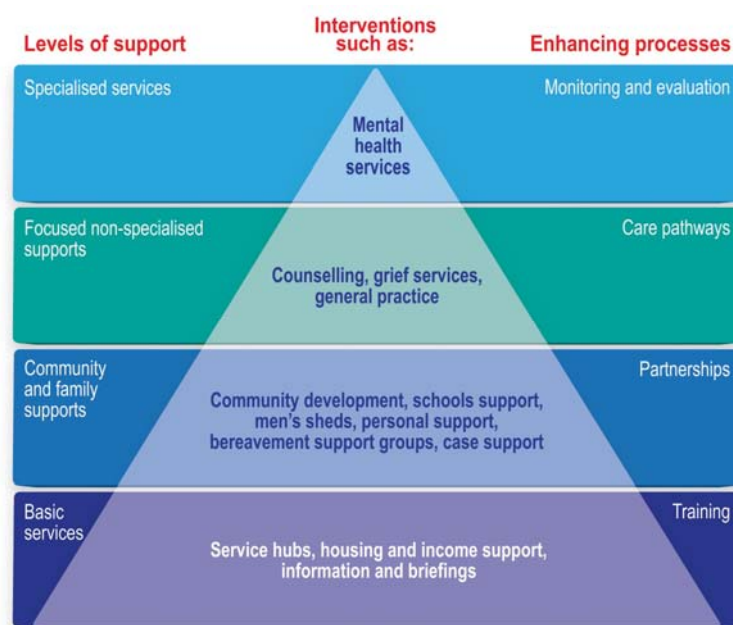 Levels of support
Interventions
such as:
Enhancing processes
Specialised services
Mental
health
services
Monitoring and evaluation
Focused non-specialised
supports
Counselling, grief services,
general practice
Care pathways
Community
and family
supports
Community development, schools support,
men’s sheds, personal support,
bereavement support groups, case support
Partnerships
Basic
services
Service hubs, housing and income support,
information and briefings
Training